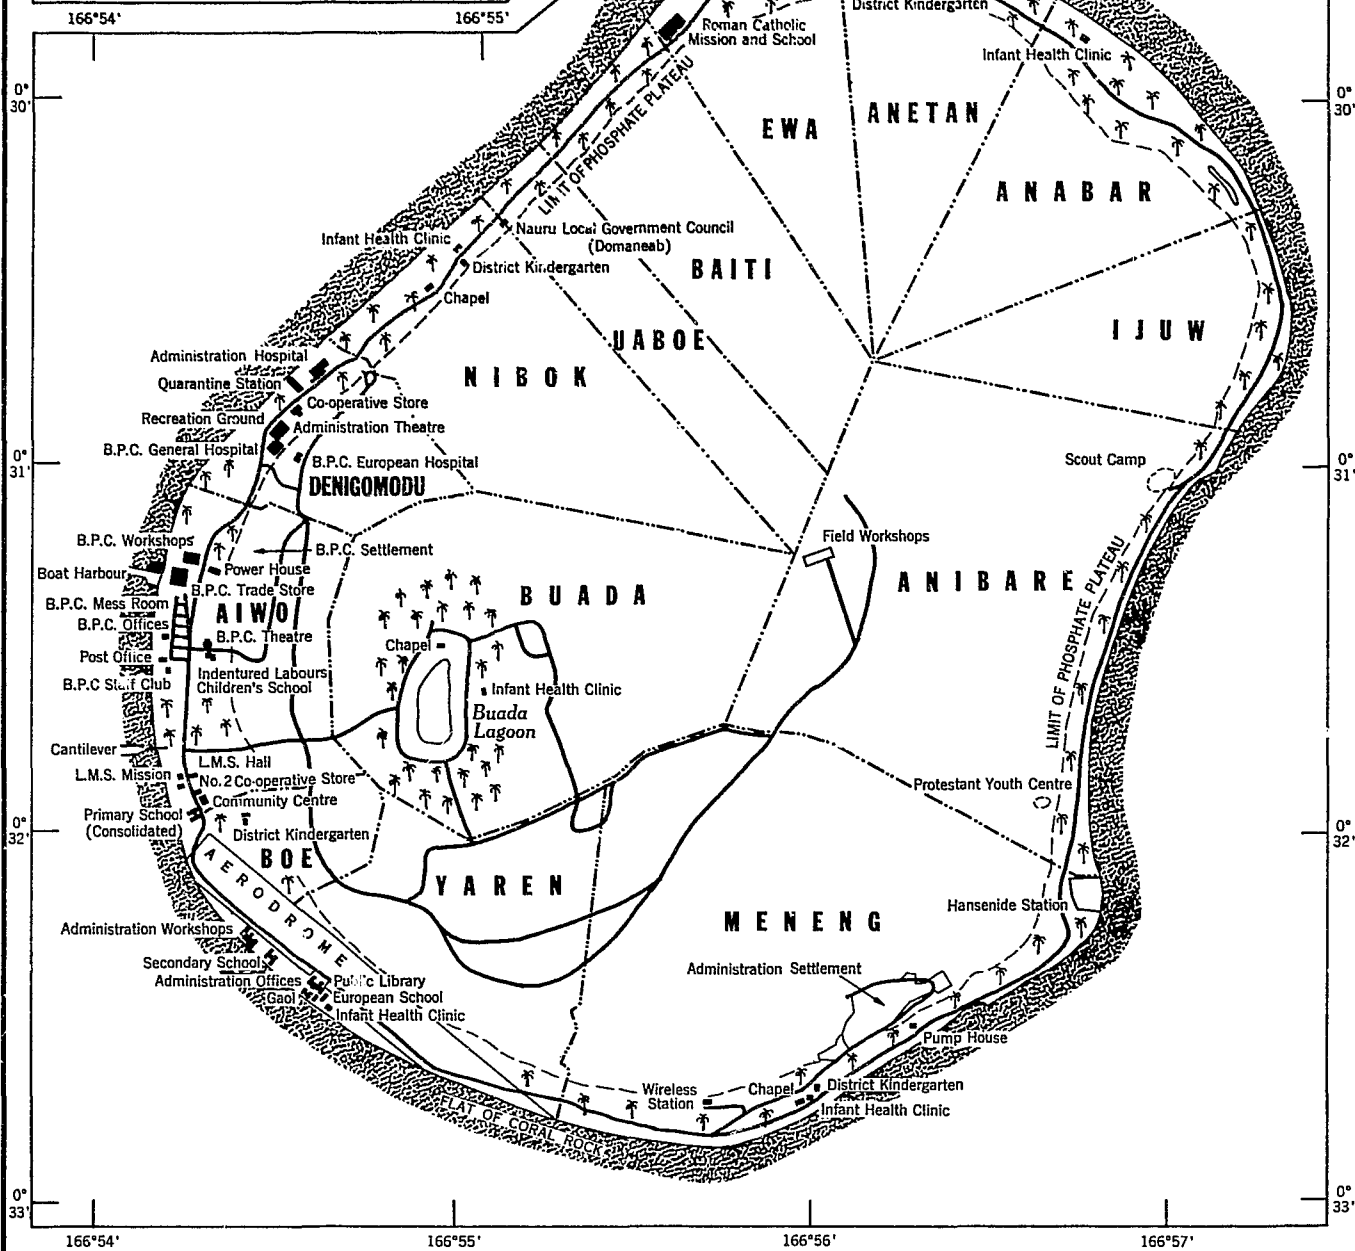 166°54'
166°55'
District Kindergarten
Roman Catholic
Mission and School
Infant Health Clinic
0°
30'
0°
30'
LIMIT OF PHOSPHATE PLATEAU
EWA
ANETAN
ANABAR
Nauru Local Government Council
(Domaneab)
Infant Health Clinic
District Kindergarten
BAITI
Chapel
UABOE
IJUW
Administration Hospital
NIBOK
Quarantine Station
Co-operative Store
Recreation Ground
Administration Theatre
B.P.C. General Hospital
B.P.C. European Hospital
Scout Camp
0°
31'
0°
31'
DENIGOMODU
B.P.C. Workshops
B.P.C. Settlement
Field Workshops
Boat Harbour
Power House
B.P.C. Trade Store
ANIBARE
BUADA
B.P.C. Mess Room
AIWO
B.P.C. Offices
B.P.C. Theatre
LIMIT OF PHOSPHATE PLATEAU
Chapel
Post Office
Indentured Labours
Children's School
B.P.C Staff Club
Infant Health Clinic
Buada
Lagoon
Cantilever
L.M.S. Hall
L.M.S. Mission
No. 2 Co-operative Store
Protestant Youth Centre
Community Centre
Primary School
(Consolidated)
District Kindergarten
0°
32'
0°
32'
BOE
AERODROME
YAREN
MENENG
Hansenide Station
Administration Workshops
Secondary School
Administration Settlement
Administration Offices
Public Library
Gaol
European School
Infant Health Clinic
Pump House
Wireless
Station
Chapel
District Kindergarten
Infant Health Clinic
FLAT OF CORAL ROCK
0°
33'
0°
33'
166°54'
166°55'
166°56'
166°57'